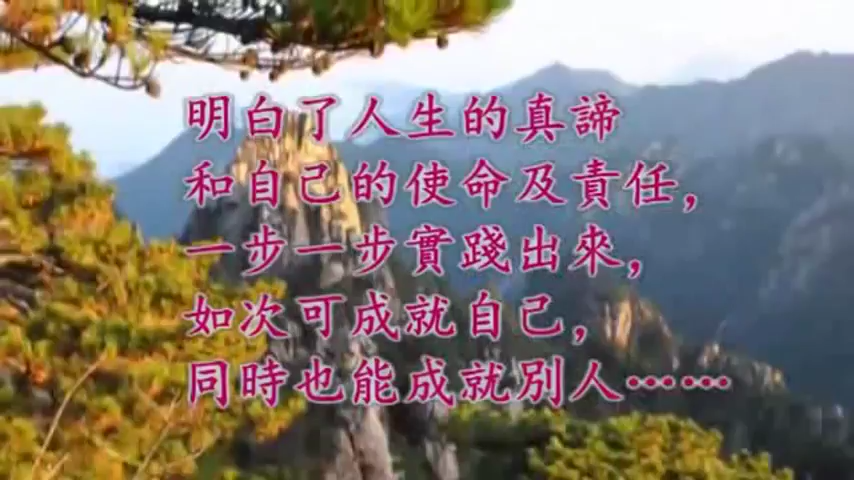 明白了人生的真諦
和自己的使命及責任，
一步一步實踐出來，
如次可成就自己，
同時也能成就別人……